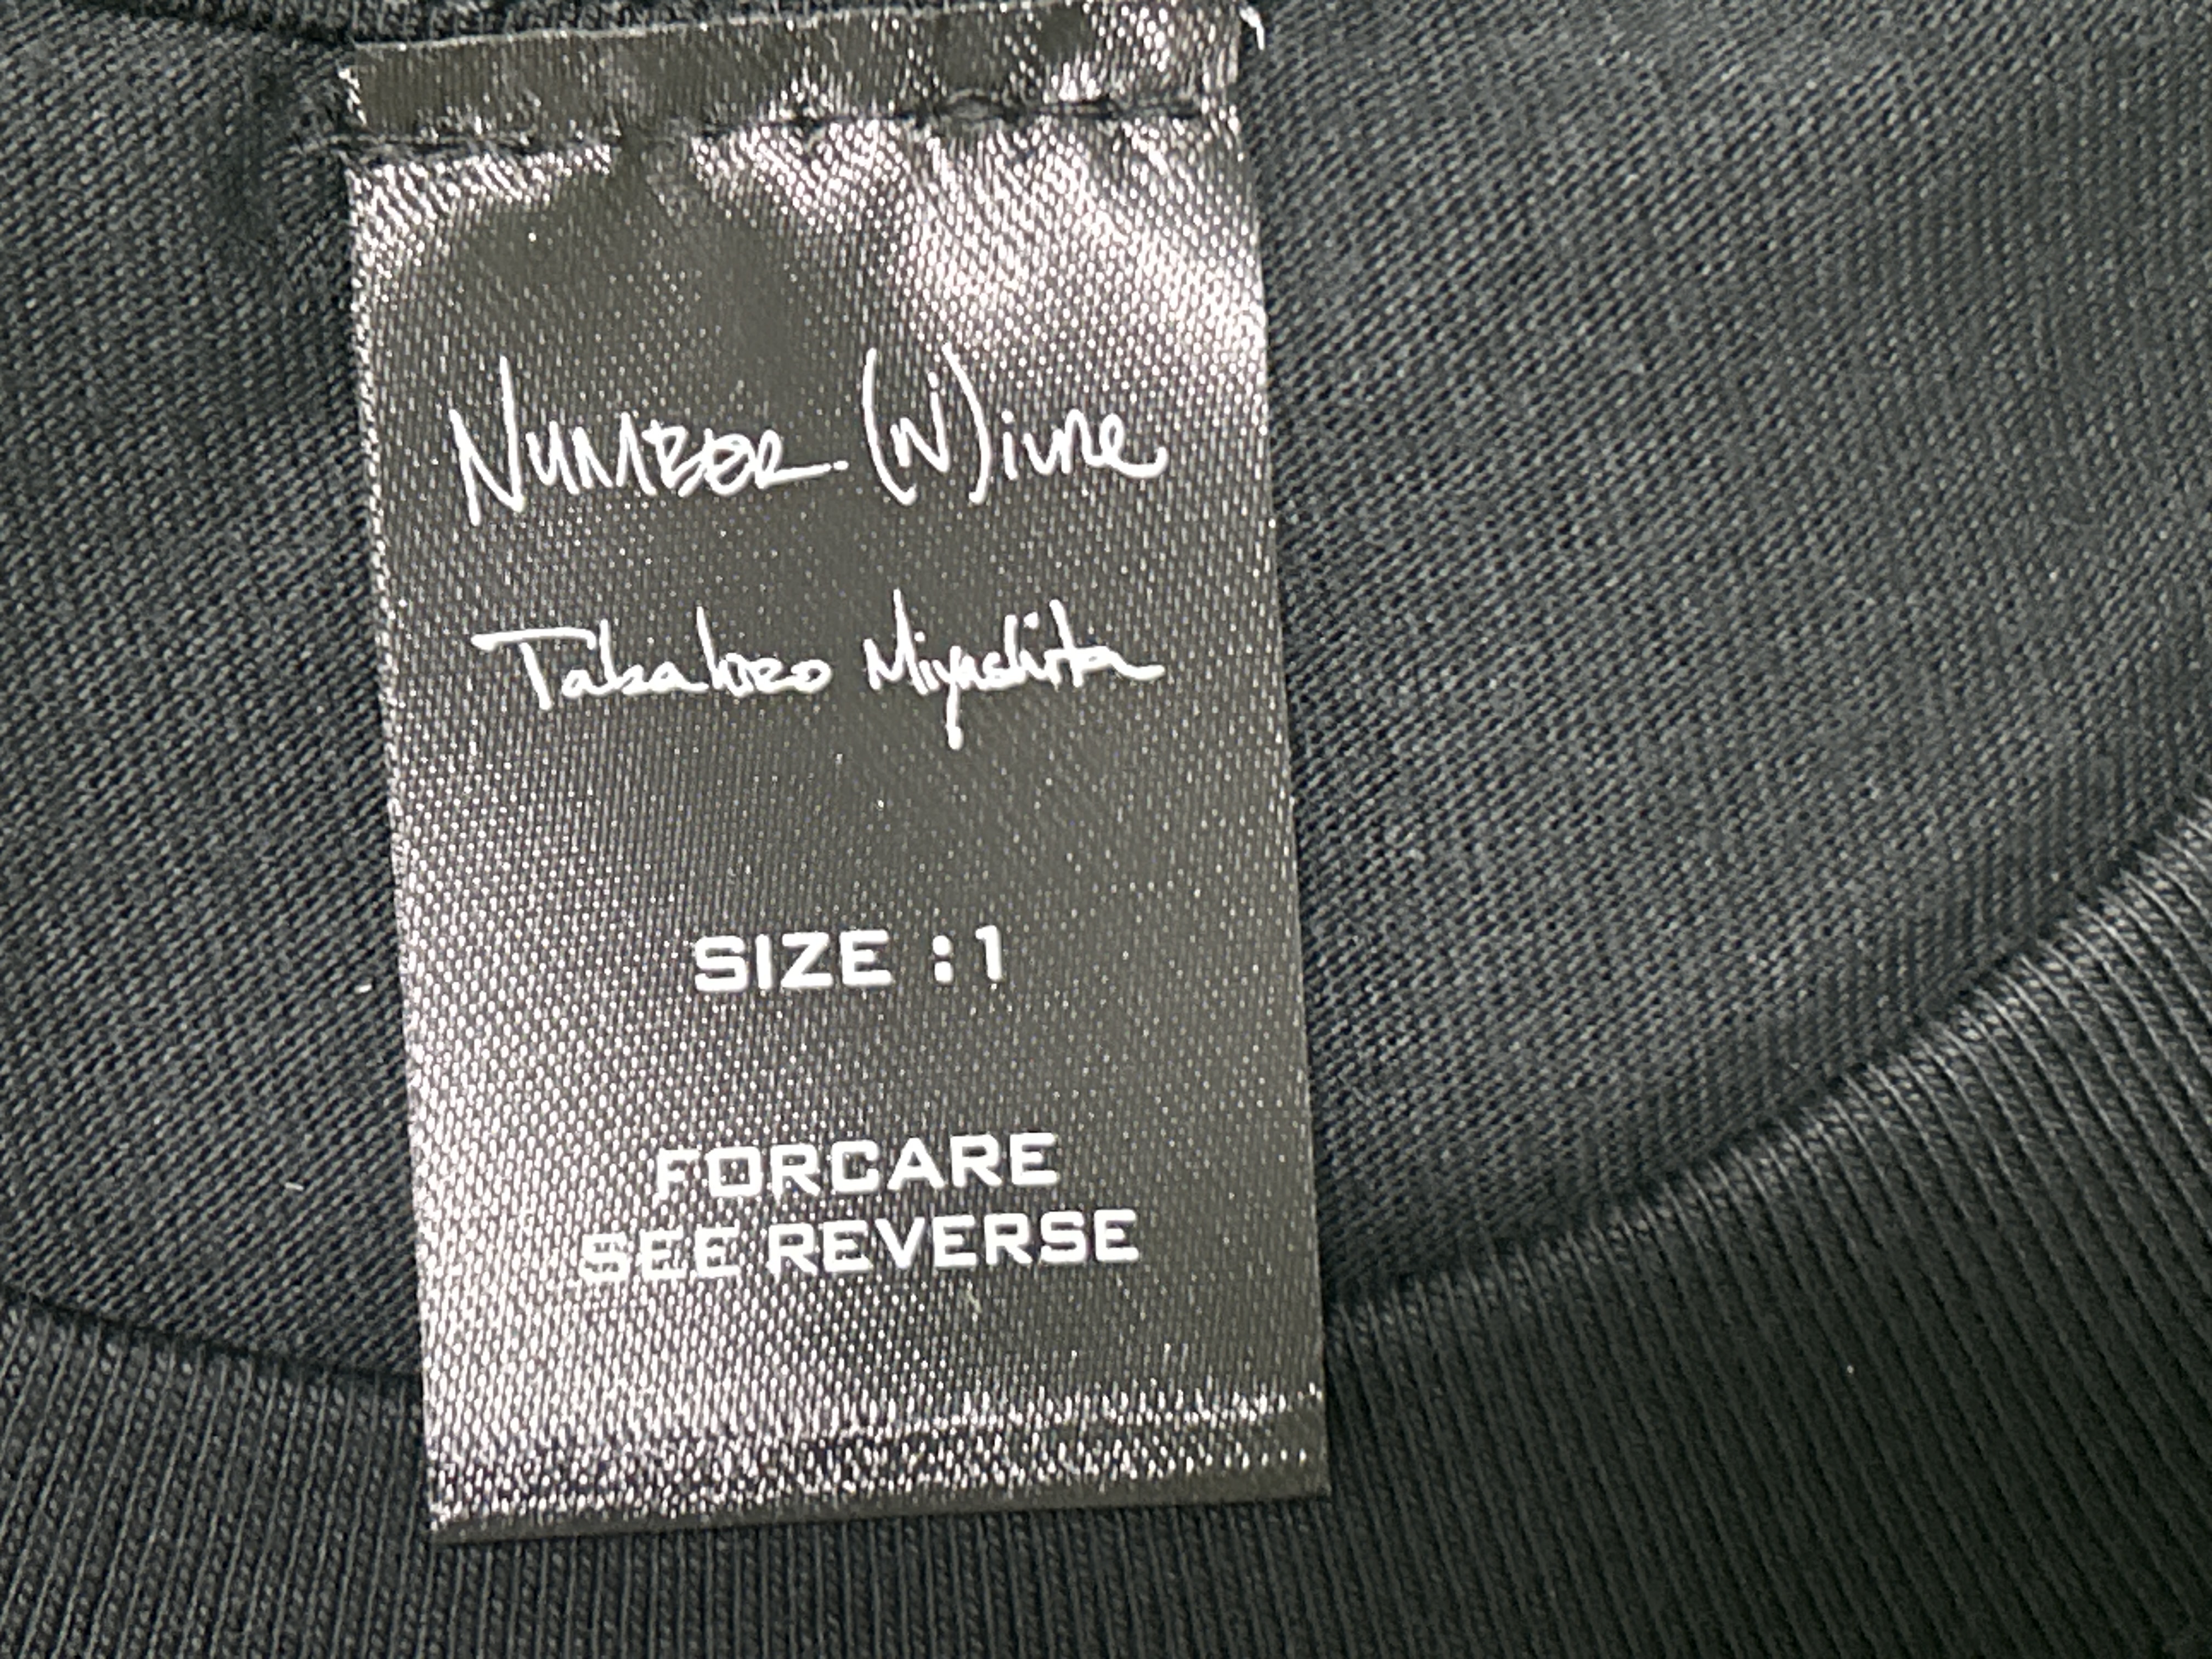 NUMBER (N)ine
Takahiro Miyashita
SIZE :1
FORCARE
SEE REVERSE